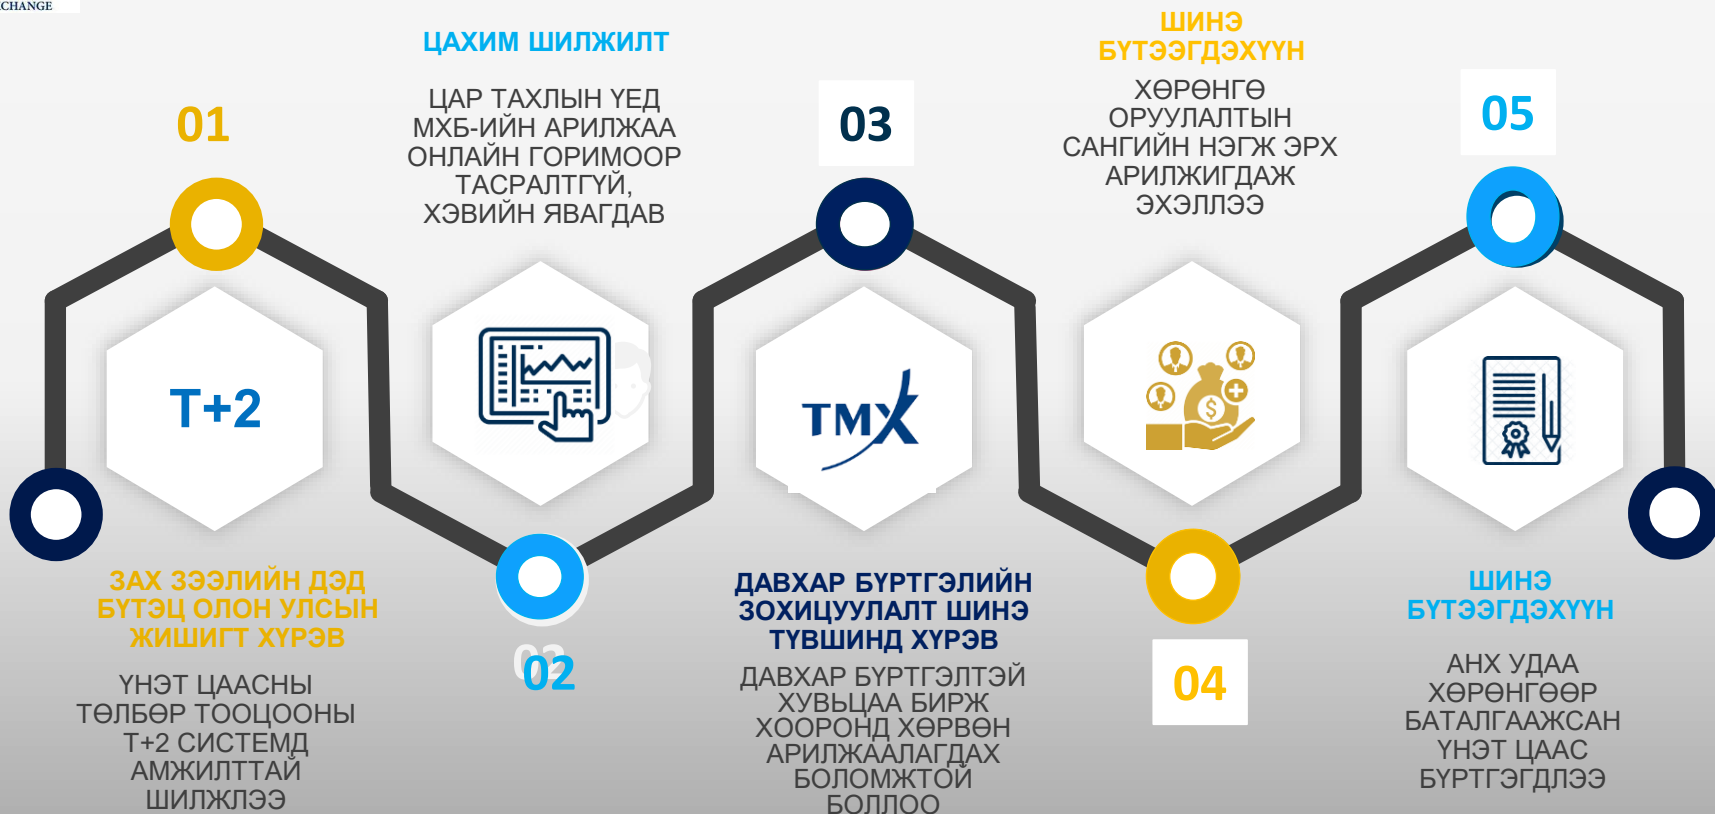 CHANGE
01
ЗАХ ЗЭЭЛИЙН ДЭД
БҮТЭЦ ОЛОН УЛСЫН
ЖИШИГТ ХҮРЭВ
T+2
ҮНЭТ ЦААСНЫ
ТӨЛБӨР ТООЦООНЫ
Т+2 СИСТЕМД
АМЖИЛТТАЙ
ШИЛЖЛЭЭ
ЦАХИМ ШИЛЖИЛТ
ЦАР ТАХЛЫН ҮЕД
МХБ-ИЙН АРИЛЖАА
ОНЛАЙН ГОРИМООР
ТАСРАЛТГҮЙ,
ХЭВИЙН ЯВАГДАВ
02
02
03
TMX
ДАВХАР БҮРТГЭЛИЙН
ЗОХИЦУУЛАЛТ ШИНЭ
ТҮВШИНД ХҮРЭВ
ДАВХАР БҮРТГЭЛТЭЙ
ХУВЬЦАА БИРЖ
ХООРОНД ХӨРВӨН
АРИЛЖААЛАГДАХ
БОЛОМЖТОЙ
БОЛЛОО
ШИНЭ
БҮТЭЭГДЭХҮҮН
ХӨРӨНГӨ
ОРУУЛАЛТЫН
САНГИЙН НЭГЖ ЭРХ
АРИЛЖИГДАЖ
ЭХЭЛЛЭЭ
$
04
05
ШИНЭ
БҮТЭЭГДЭХҮҮН
АНХ УДАА
ХӨРӨНГӨӨР
БАТАЛГААЖСАН
ҮНЭТ ЦААС
БҮРТГЭГДЛЭЭ